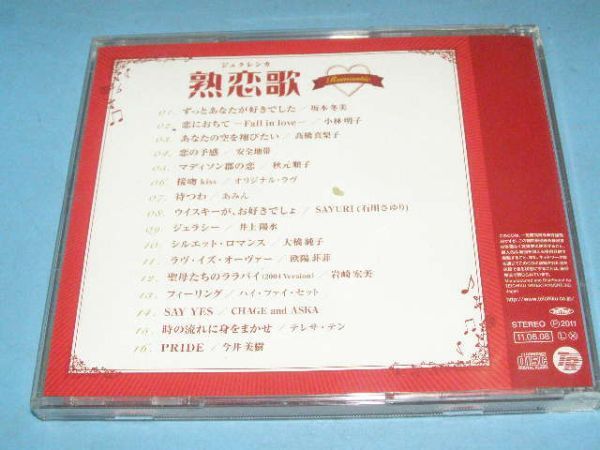 ジュクレンカ
熟恋歌
Romantic
01. ずっとあなたが好きでした / 坂本冬美
02. 恋におちて －Fall in love－ / 小林明子
03. あなたの空を翔びたい / 高橋真梨子
04. 恋の予感 / 安全地帯
05. マディソン郡の恋 / 秋元順子
06. 接吻 kiss / オリジナル・ラヴ
07. 待つわ / あみん
08. ウイスキーが、お好きでしょ / SAYURI (石川さゆり)
09. ジェラシー / 井上陽水
10. シルエット・ロマンス / 大橋純子
11. ラヴ・イズ・オーヴァー / 欧陽菲菲
12. 聖母たちのララバイ (2001 Version) / 岩崎宏美
13. フィーリング / ハイ・ファイ・セット
14. SAY YES / CHAGE and ASKA
15. 時の流れに身をまかせ / テレサ・テン
16. PRIDE / 今井美樹
STEREO Ⓟ2011
11.06.08